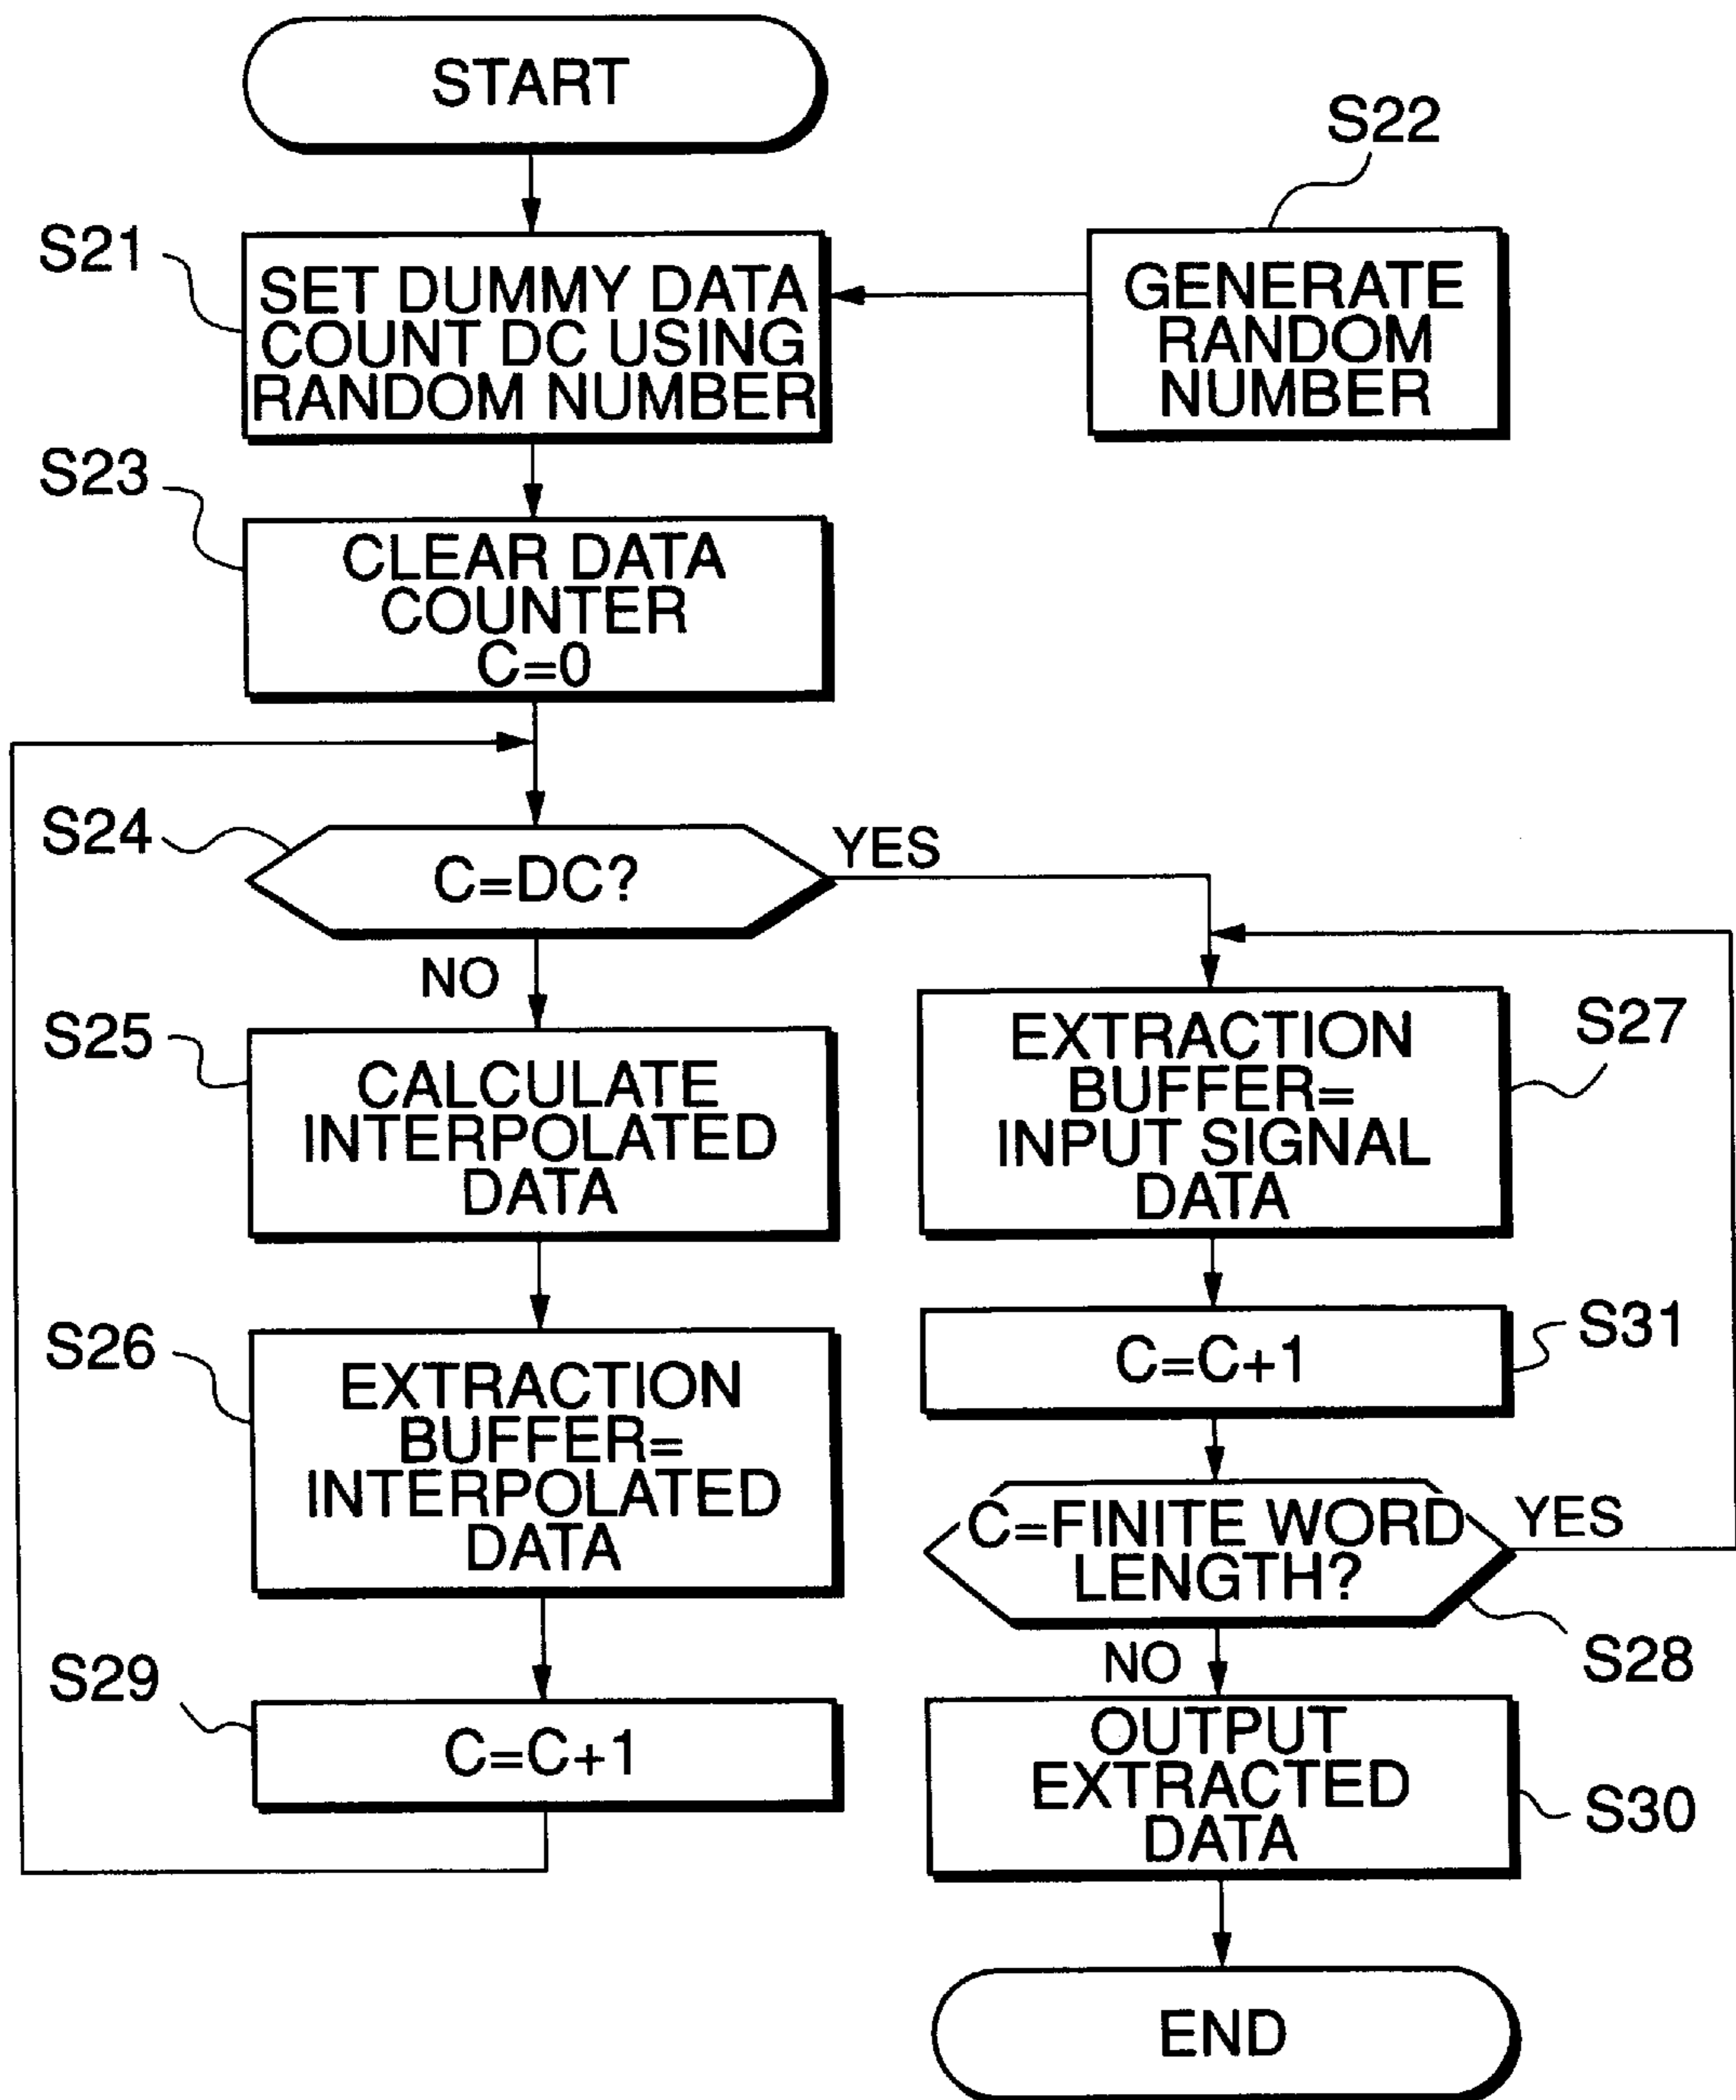 START
S22
S21
SET DUMMY DATA
COUNT DC USING
RANDOM NUMBER
GENERATE
RANDOM
NUMBER
S23
CLEAR DATA
COUNTER
C=0
S24
C=DC?
YES
NO
S25
CALCULATE
INTERPOLATED
DATA
EXTRACTION
BUFFER=
INPUT SIGNAL
DATA
S27
S26
EXTRACTION
BUFFER=
INTERPOLATED
DATA
C=C+1
S31
C=FINITE WORD
LENGTH?
YES
S28
NO
S29
C=C+1
OUTPUT
EXTRACTED
DATA
S30
END